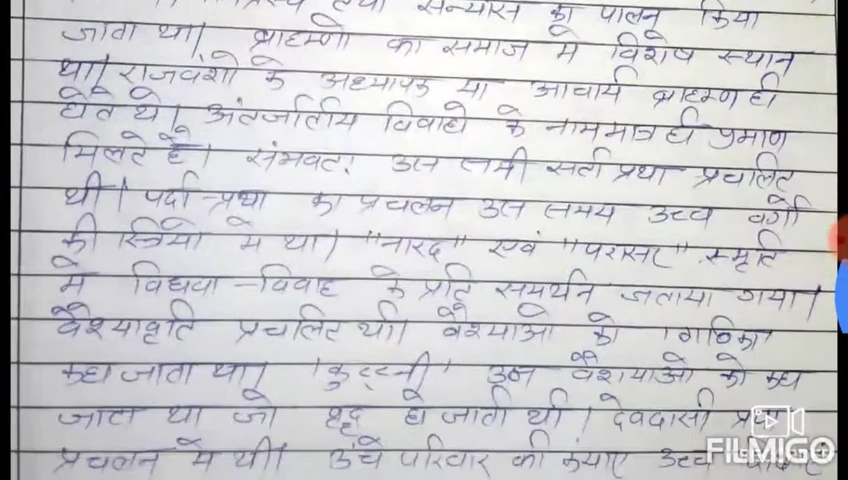 सन्यास का पालन किया
जाता था। ब्राह्मणो का समाज मे विशेष स्थान
था। राजवंशो के अध्यापक या आचार्य ब्राह्मण ही
होते थे। अंतर्जातिय विवाहो के नाममात्र ही प्रमाण
मिलते है। संभवत: उस समी सती प्रथा प्रचलित
थी। पर्दा-प्रथा का प्रचलन उस समय उच्च वर्गो
की स्त्रियो मे था। "नारद" एवं "परासर" स्मृति
मे विधवा-विवाह के प्रति समर्थन जताया गया।
वैश्यावृति प्रचलित थी। वैश्याओ को गणिका
कहा जाता था। 'कुट्टनी' उन वैश्याओ को कहा
जाता था जो वृद्ध हो जाती थी। देवदासी प्रथा
प्रचलन मे थी। उंचे परिवार की कंयाए उच्च
FILMIGO